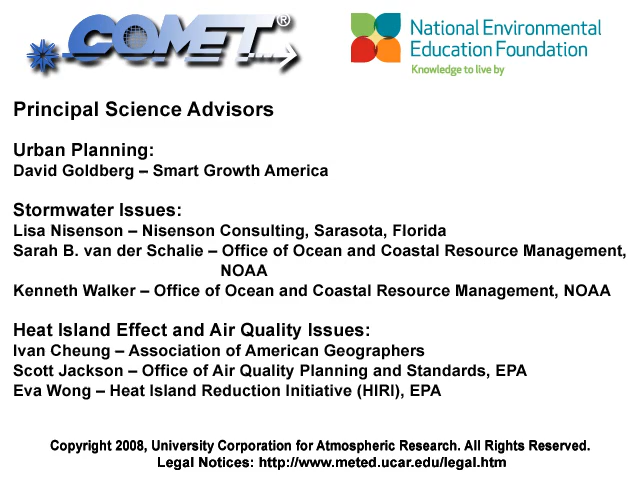 COMET®
National Environmental
Education Foundation
Knowledge to live by
Principal Science Advisors
Urban Planning:
David Goldberg – Smart Growth America
Stormwater Issues:
Lisa Nisenson – Nisenson Consulting, Sarasota, Florida
Sarah B. van der Schalie – Office of Ocean and Coastal Resource Management,
NOAA
Kenneth Walker – Office of Ocean and Coastal Resource Management, NOAA
Heat Island Effect and Air Quality Issues:
Ivan Cheung – Association of American Geographers
Scott Jackson – Office of Air Quality Planning and Standards, EPA
Eva Wong – Heat Island Reduction Initiative (HIRI), EPA
Copyright 2008, University Corporation for Atmospheric Research. All Rights Reserved.
Legal Notices: http://www.meted.ucar.edu/legal.htm